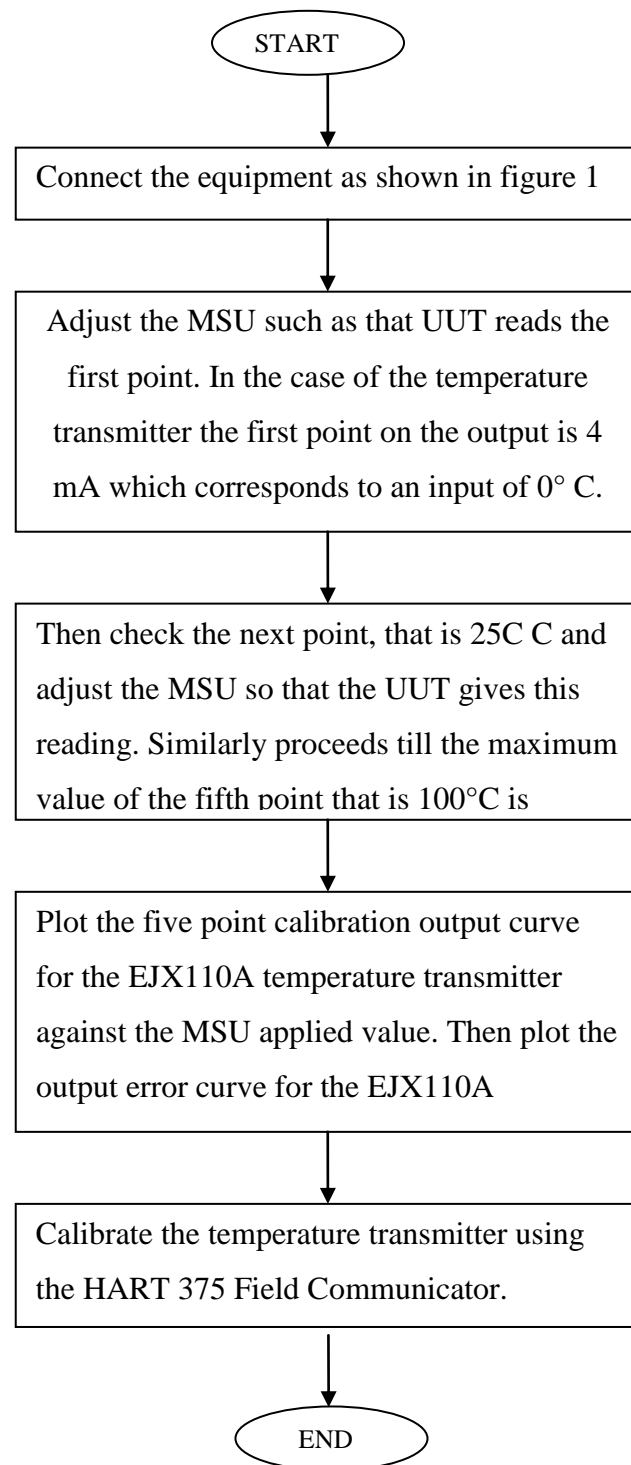 START
Connect the equipment as shown in figure 1
Adjust the MSU such as that UUT reads the
first point. In the case of the temperature
transmitter the first point on the output is 4
mA which corresponds to an input of 0° C.
Then check the next point, that is 25C C and
adjust the MSU so that the UUT gives this
reading. Similarly proceeds till the maximum
value of the fifth point that is 100°C is
Plot the five point calibration output curve
for the EJX110A temperature transmitter
against the MSU applied value. Then plot the
output error curve for the EJX110A
Calibrate the temperature transmitter using
the HART 375 Field Communicator.
END